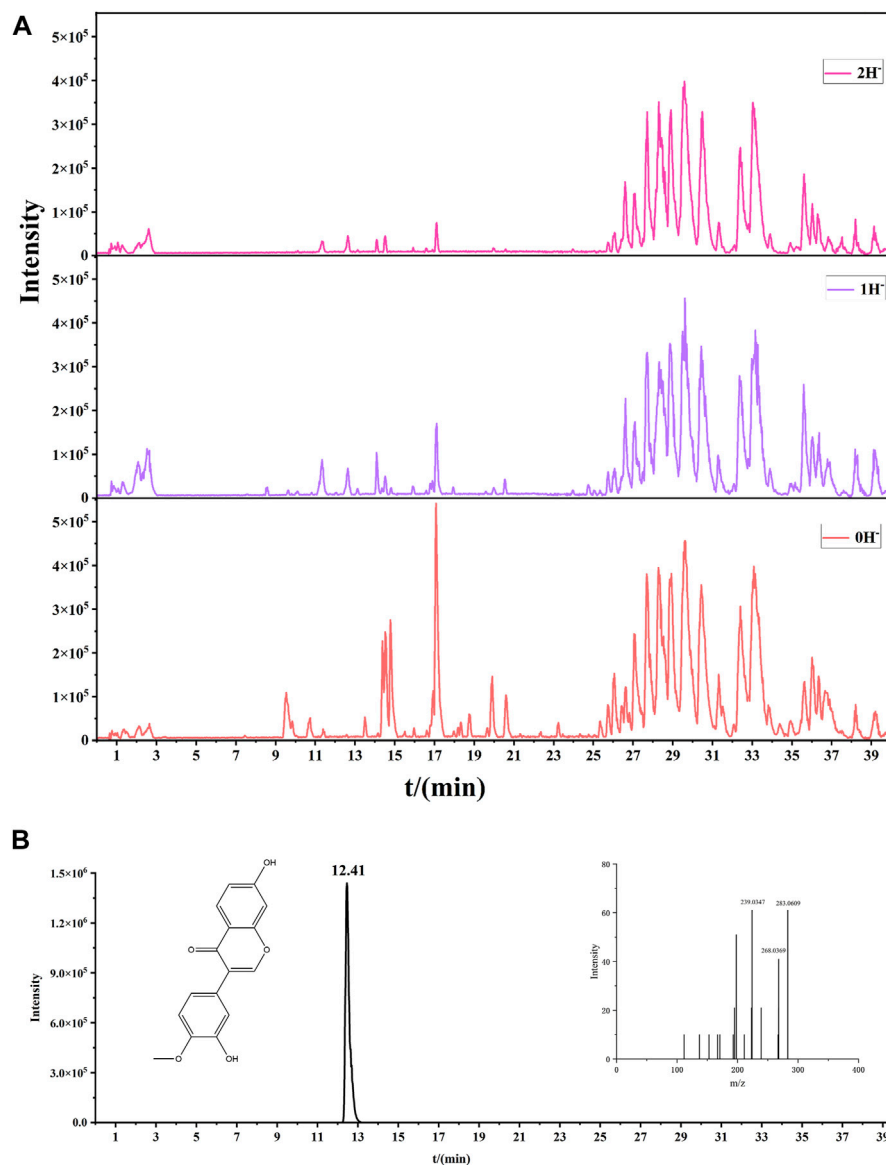 A
Intensity
5×10⁵
4×10⁵
3×10⁵
2×10⁵
1×10⁵
0
2H⁻
5×10⁵
4×10⁵
3×10⁵
2×10⁵
1×10⁵
0
1H⁻
5×10⁵
4×10⁵
3×10⁵
2×10⁵
1×10⁵
0
0H⁻
1 3 5 7 9 11 13 15 17 19 21 23 25 27 29 31 33 35 37 39
t/(min)
B
Intensity
1.5×10⁶
1.2×10⁶
9.0×10⁵
6.0×10⁵
3.0×10⁵
0.0
12.41
OH
O
O
O
OH
Intensity
80
60
40
20
0
239.0347
283.0609
268.0369
0 100 200 300 400
m/z
1 3 5 7 9 11 13 15 17 19 21 23 25 27 29 31 33 35 37 39
t/(min)